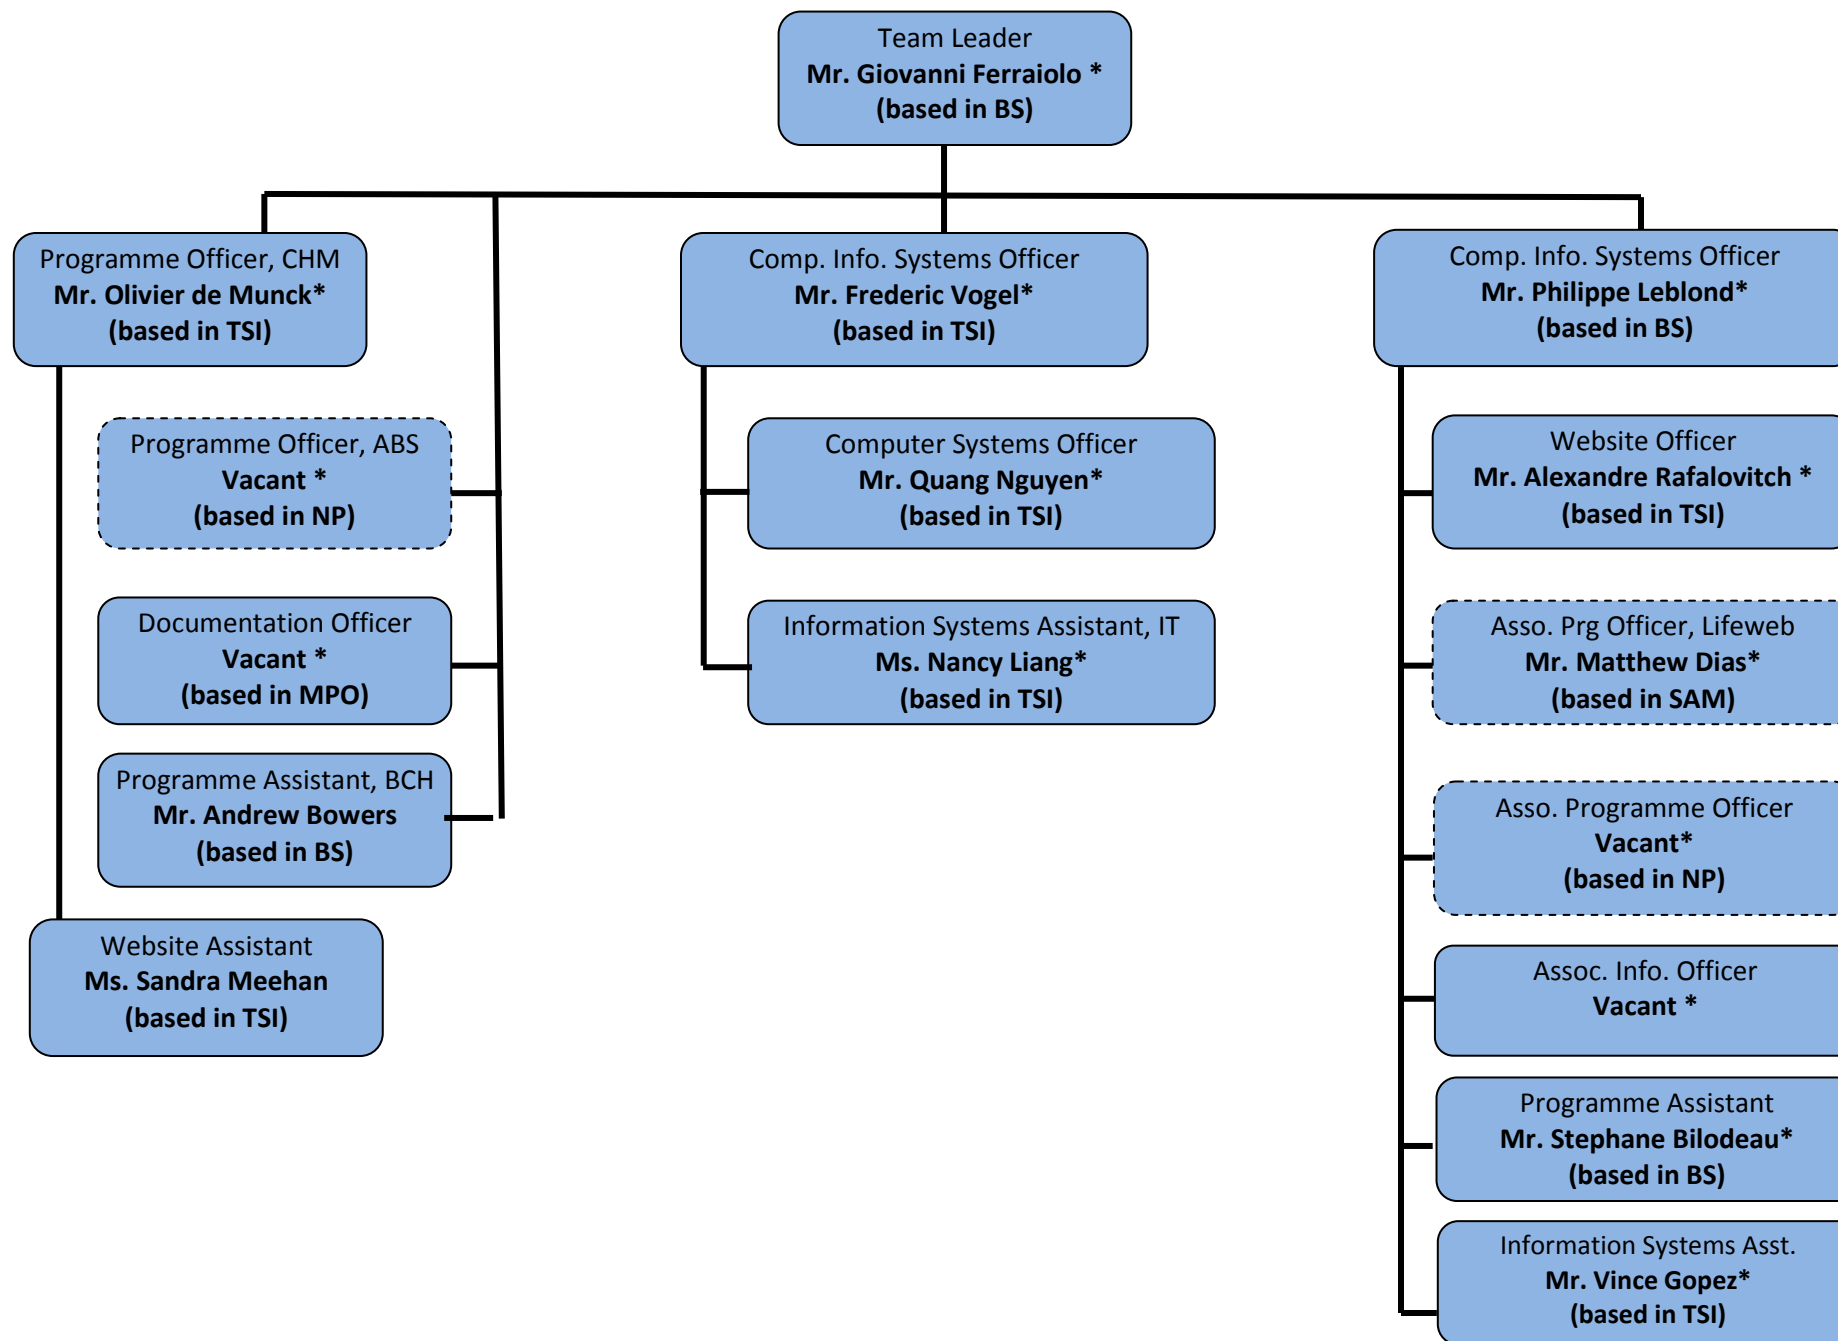 Team Leader
Mr. Giovanni Ferraiolo *
(based in BS)
Programme Officer, CHM
Mr. Olivier de Munck*
(based in TSI)
Comp. Info. Systems Officer
Mr. Frederic Vogel*
(based in TSI)
Comp. Info. Systems Officer
Mr. Philippe Leblond*
(based in BS)
Programme Officer, ABS
Vacant *
(based in NP)
Documentation Officer
Vacant *
(based in MPO)
Programme Assistant, BCH
Mr. Andrew Bowers
(based in BS)
Website Assistant
Ms. Sandra Meehan
(based in TSI)
Computer Systems Officer
Mr. Quang Nguyen*
(based in TSI)
Information Systems Assistant, IT
Ms. Nancy Liang*
(based in TSI)
Website Officer
Mr. Alexandre Rafalovitch *
(based in TSI)
Asso. Prg Officer, Lifeweb
Mr. Matthew Dias*
(based in SAM)
Asso. Programme Officer
Vacant*
(based in NP)
Assoc. Info. Officer
Vacant *
Programme Assistant
Mr. Stephane Bilodeau*
(based in BS)
Information Systems Asst.
Mr. Vince Gopez*
(based in TSI)